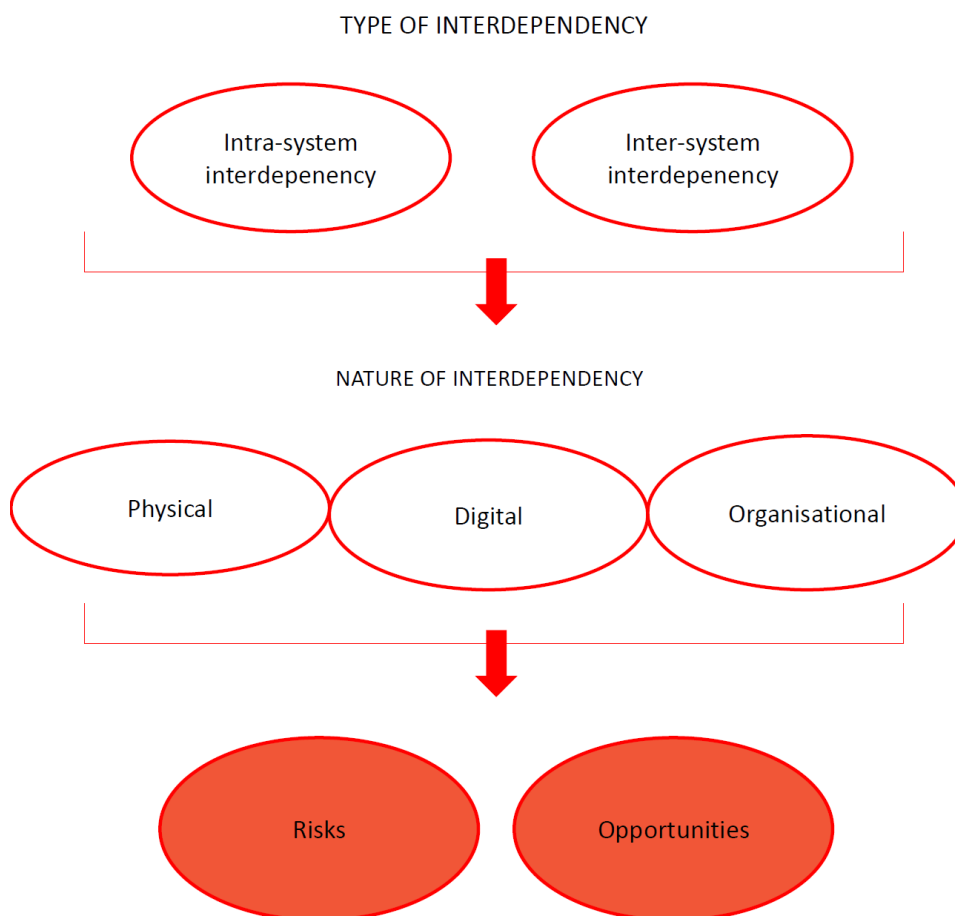 TYPE OF INTERDEPENDENCY
Intra-system
interdepenency
Inter-system
interdepenency
NATURE OF INTERDEPENDENCY
Physical
Digital
Organisational
Risks
Opportunities